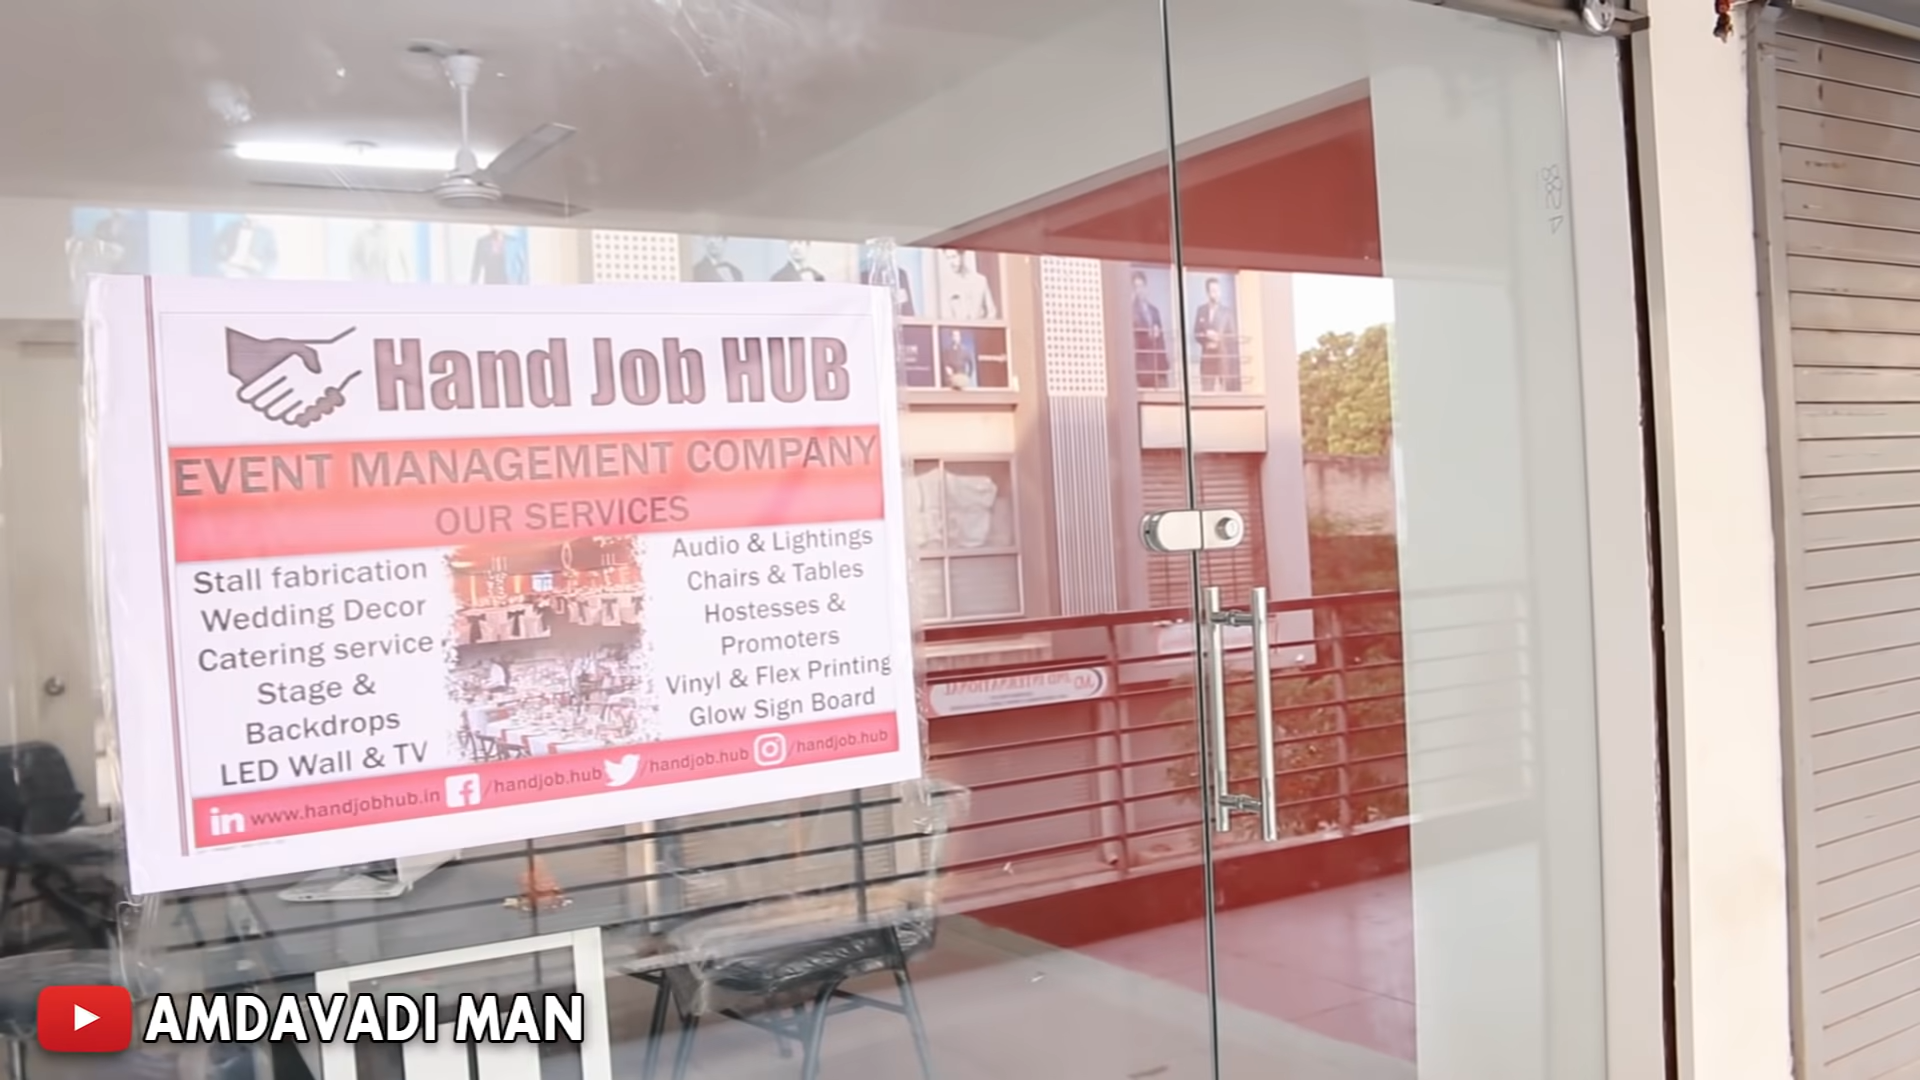 Hand Job HUB
EVENT MANAGEMENT COMPANY
OUR SERVICES
Stall fabrication
Wedding Decor
Catering service
Stage &
Backdrops
LED Wall & TV
Audio & Lightings
Chairs & Tables
Hostesses &
Promoters
Vinyl & Flex Printing
Glow Sign Board
in www.handjobhub.in f /handjob.hub /handjob.hub /handjob.hub
AMDAVADI MAN